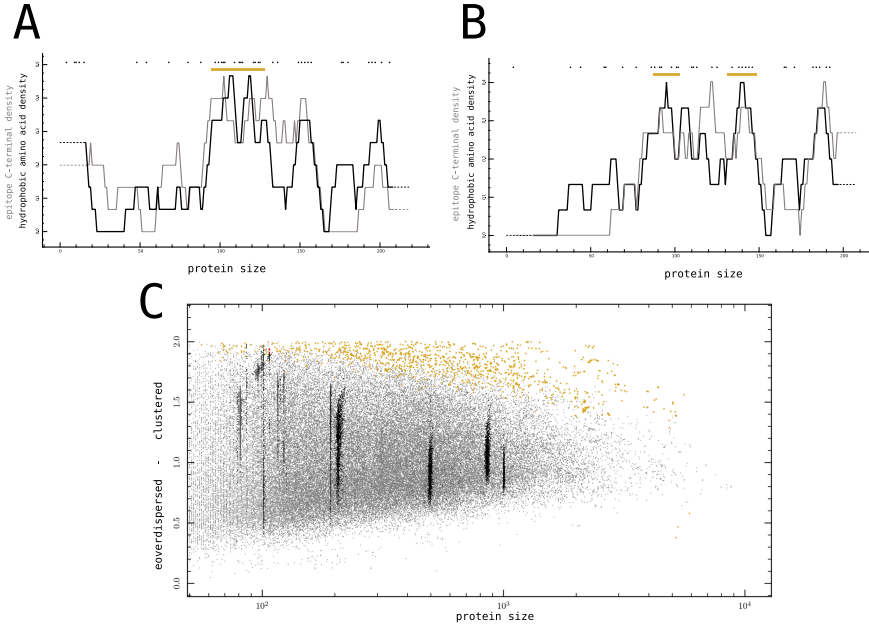 A
B
epitope C-terminal density
hydrophobic amino acid density
0
50
100
150
200
protein size
epitope C-terminal density
hydrophobic amino acid density
0
50
100
150
200
protein size
C
eoverdispersed - clustered
2.0
1.5
1.0
0.5
0.0
10²
10³
10⁴
protein size